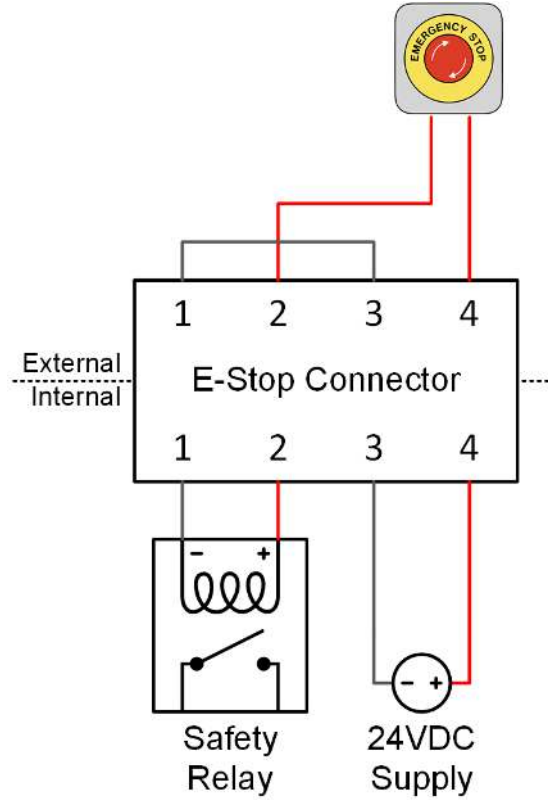 EMERGENCY STOP
1 2 3 4
External
E-Stop Connector
Internal
1 2 3 4
- +
- +
Safety
Relay
24VDC
Supply